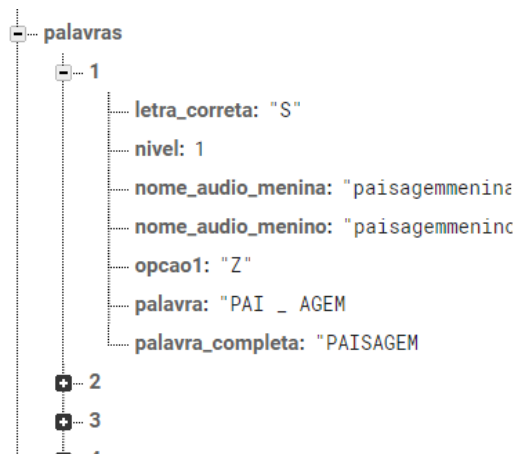 palavras
1
letra_correta: "S"
nivel: 1
nome_audio_menina: "paisagemmenina
nome_audio_menino: "paisagemmenino
opcao1: "Z"
palavra: "PAI _ AGEM
palavra_completa: "PAISAGEM
2
3